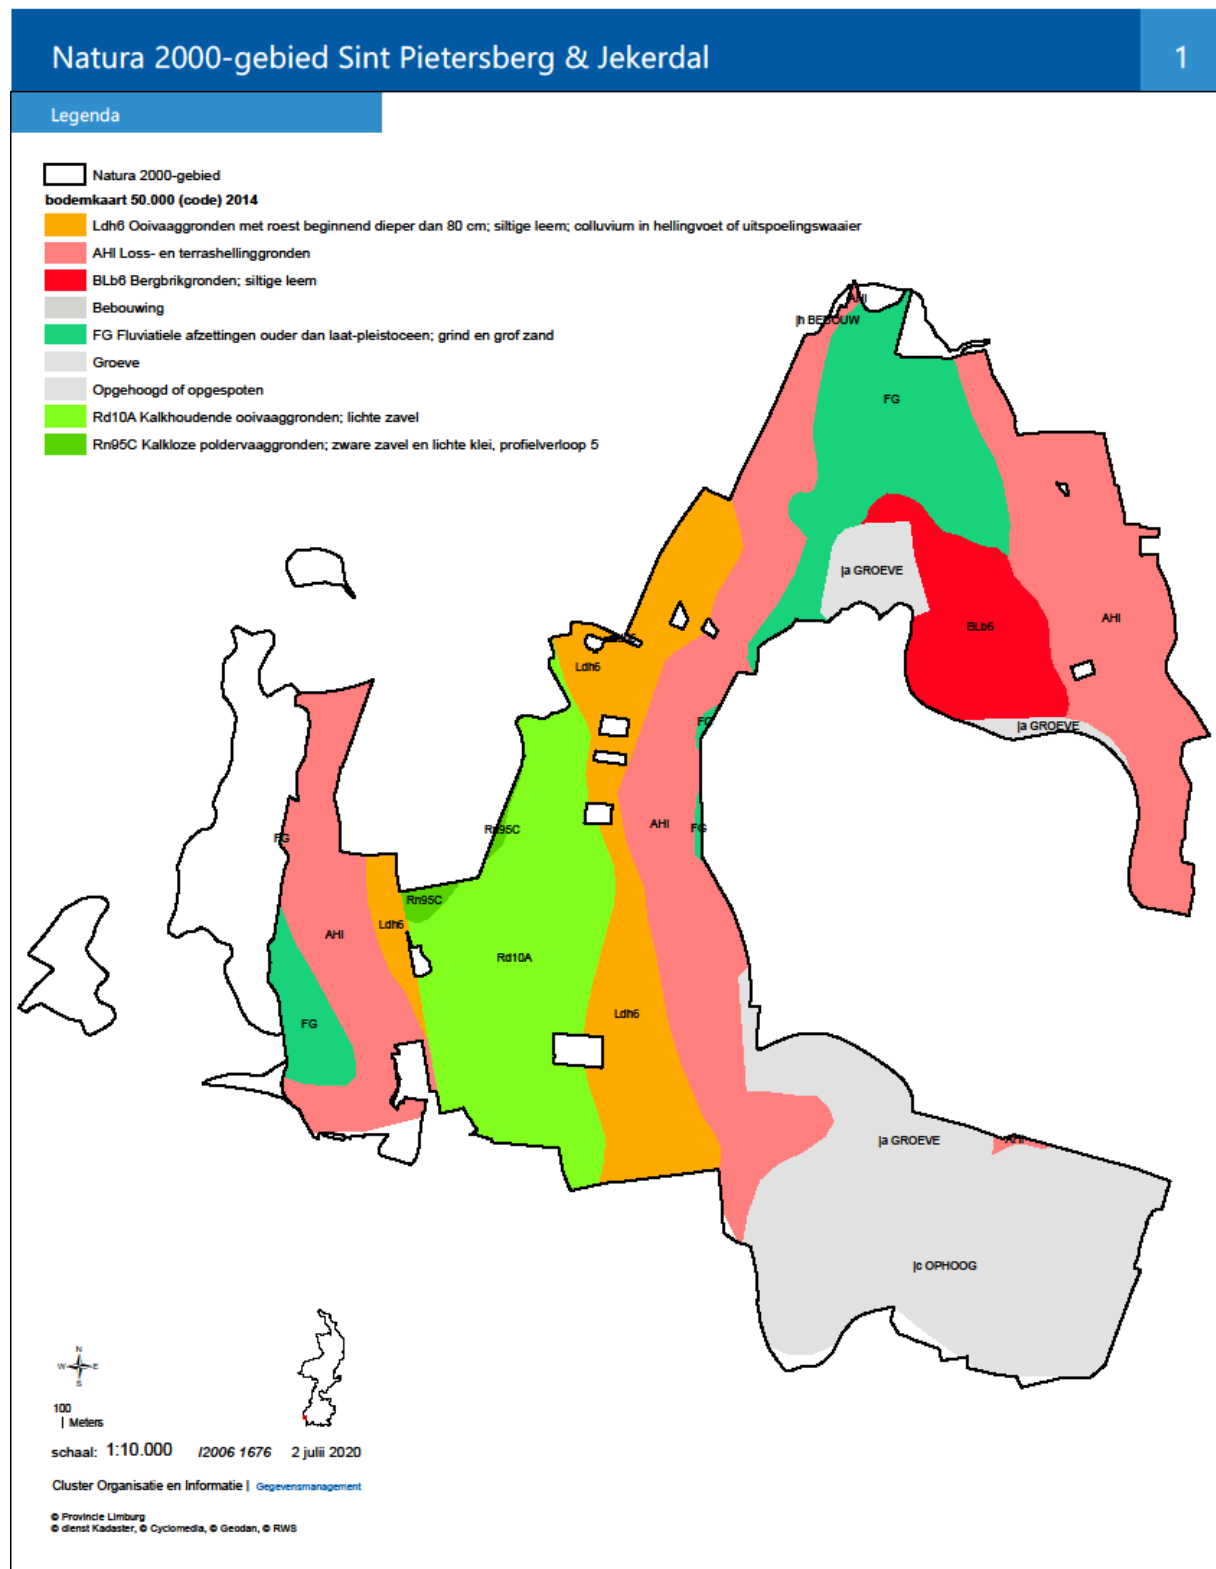 Natura 2000-gebied Sint Pietersberg & Jekerdal
1
Legenda
Natura 2000-gebied
bodemkaart 50.000 (code) 2014
Ldh6 Ooivaaggronden met roest beginnend dieper dan 80 cm; siltige leem; colluvium in hellingvoet of uitspoelingswaaier
AHl Loss- en terrashellinggronden
BLb6 Bergbrikgronden; siltige leem
Bebouwing
FG Fluviatiele afzettingen ouder dan laat-pleistoceen; grind en grof zand
Groeve
Opgehoogd of opgespoten
Rd10A Kalkhoudende ooivaaggronden; lichte zavel
Rn95C Kalkloze poldervaaggronden; zware zavel en lichte klei, profielverloop 5
AHl
|h BEBOUW
FG
|a GROEVE
BLb6
AHl
Ldh6
FG
|a GROEVE
FG
Rn95C
AHl
FG
Rn95C
Ldh6
AHl
Rd10A
FG
Ldh6
|a GROEVE
AHl
|c OPHOOG
N
W
E
S
100
| Meters
schaal: 1:10.000 I2006 1676 2 julii 2020
Cluster Organisatie en Informatie | Gegevensmanagement
© Provincie Limburg
© dienst Kadaster, © Cyclomedia, © Geodan, © RWS